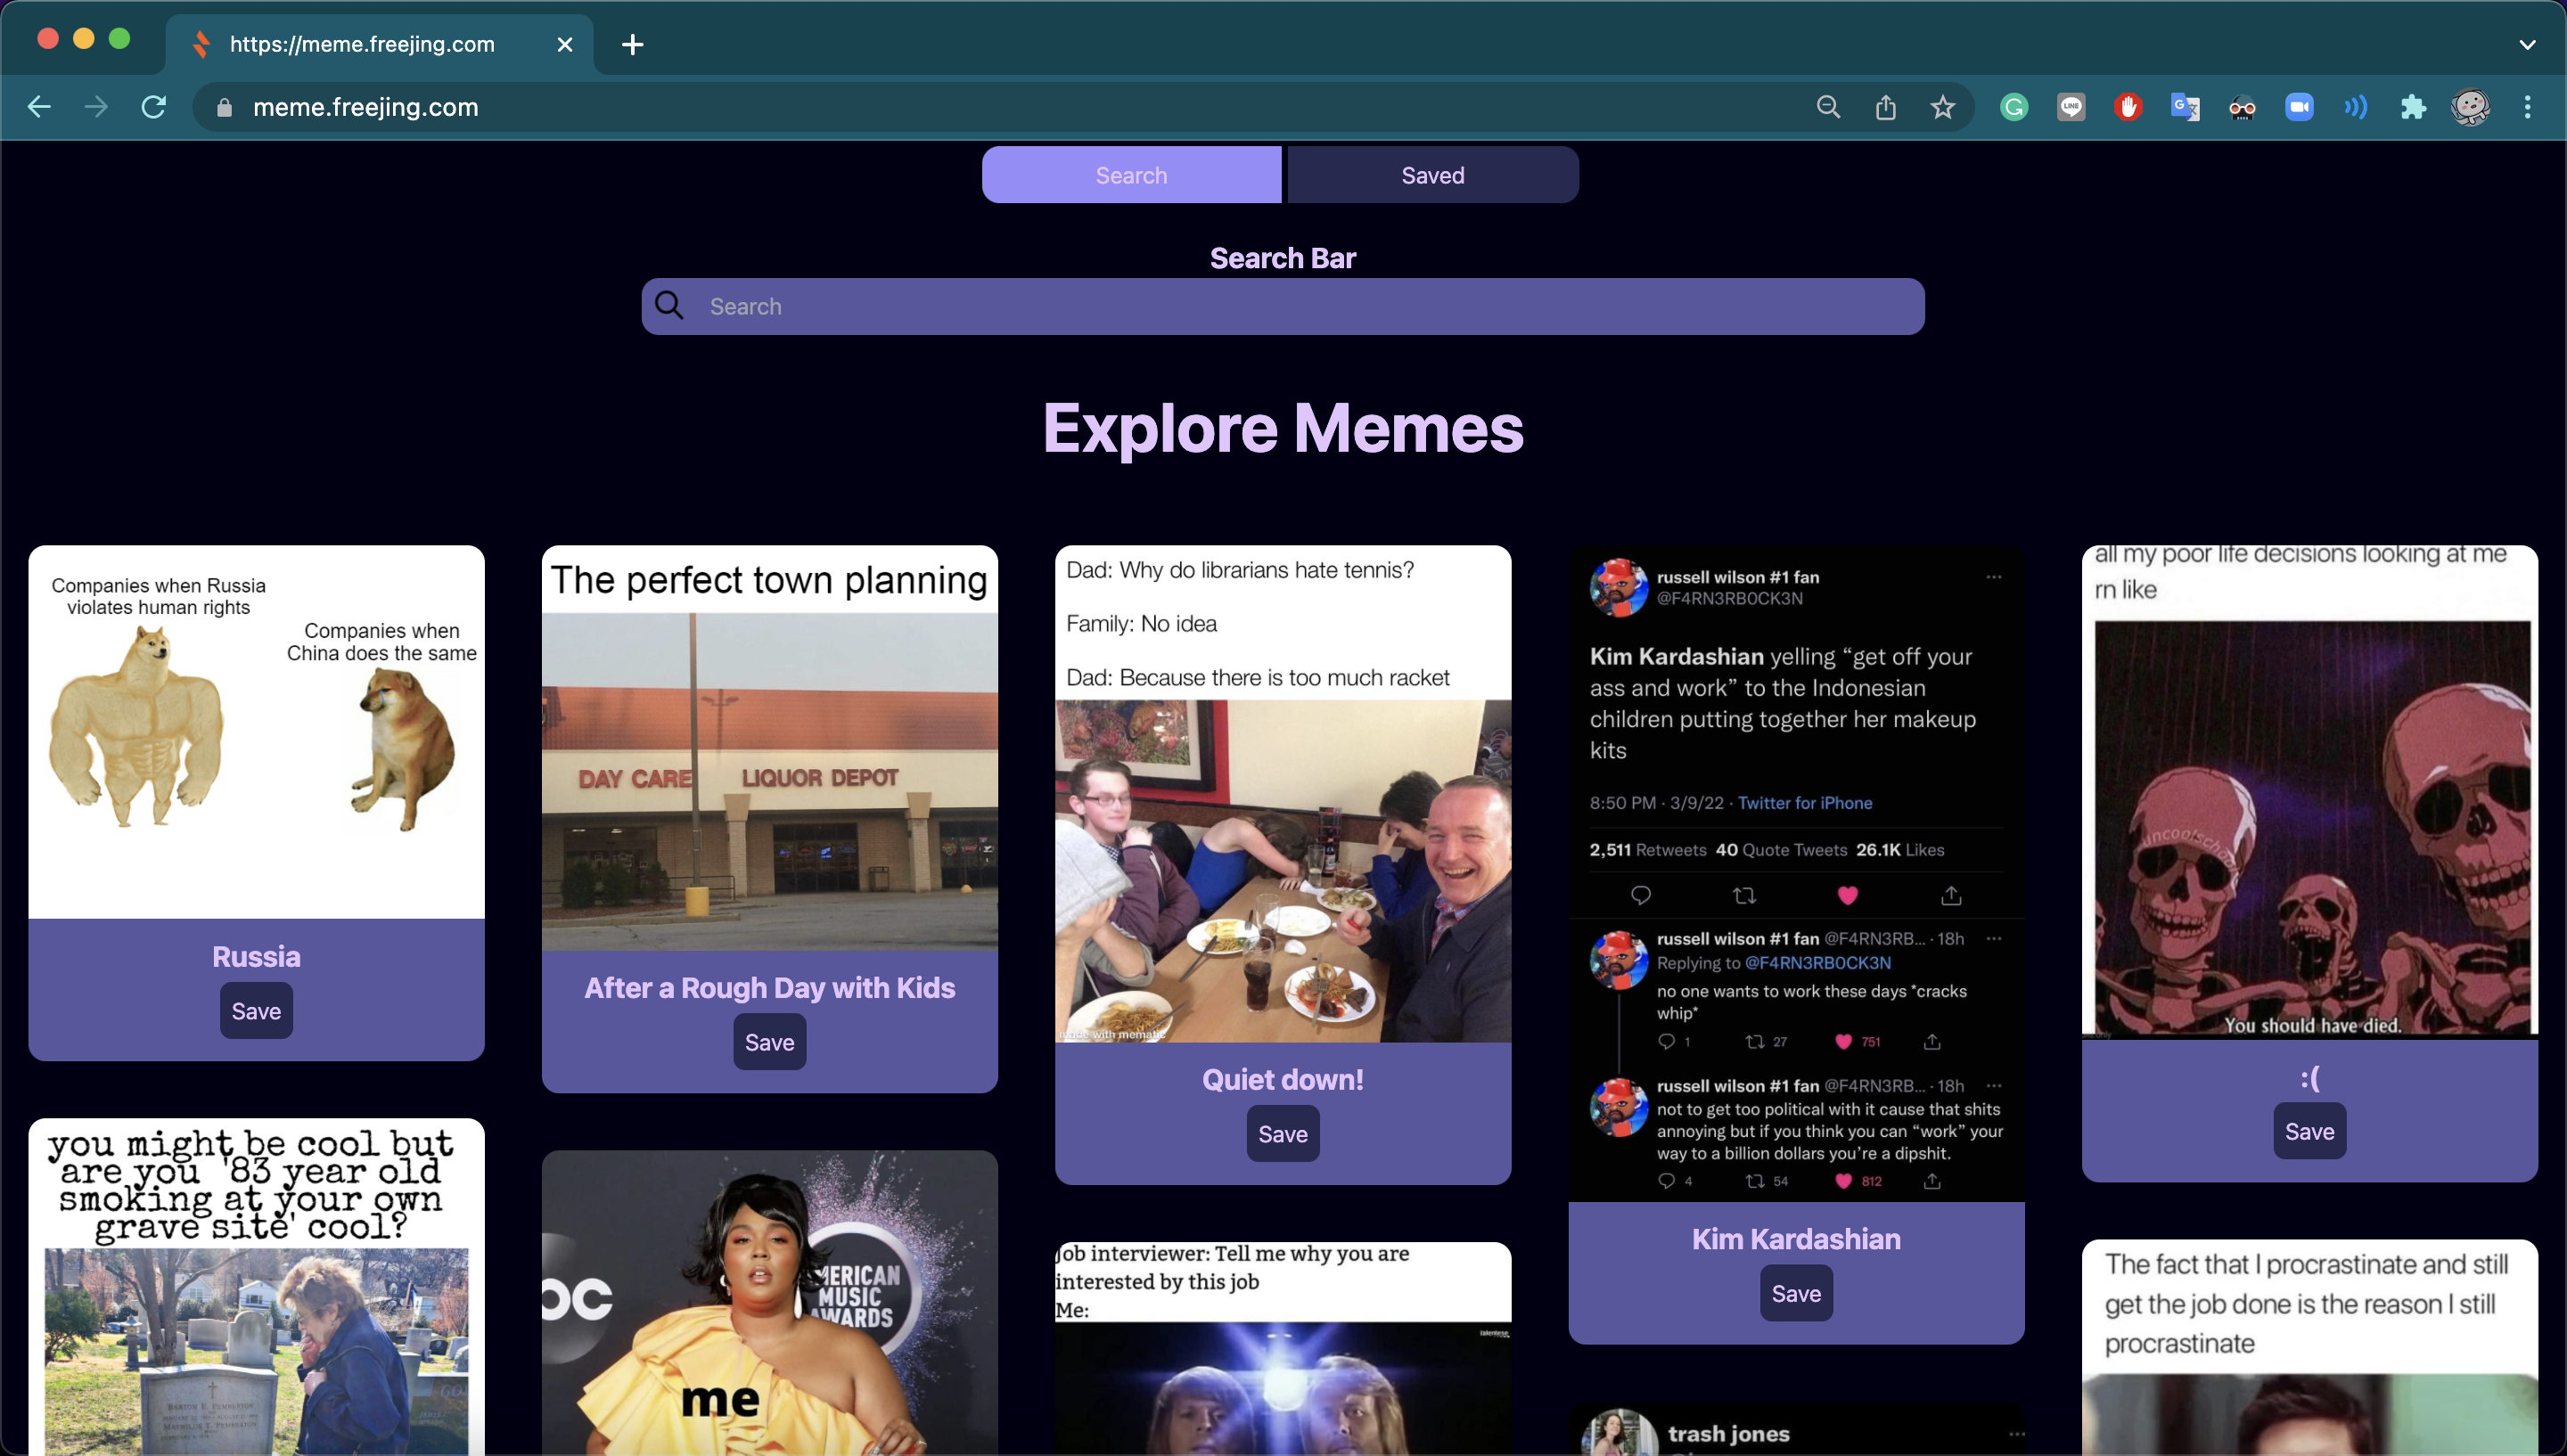 https://meme.freejing.com
meme.freejing.com
Search
Saved
Search Bar
Search
Explore Memes
Companies when Russia
violates human rights
Companies when
China does the same
Russia
Save
The perfect town planning
DAY CARE
LIQUOR DEPOT
After a Rough Day with Kids
Save
Dad: Why do librarians hate tennis?
Family: No idea
Dad: Because there is too much racket
made with mematic
Quiet down!
Save
russell wilson #1 fan
@F4RN3RB0CK3N
Kim Kardashian yelling “get off your
ass and work” to the Indonesian
children putting together her makeup
kits
8:50 PM · 3/9/22 · Twitter for iPhone
2,511 Retweets 40 Quote Tweets 26.1K Likes
russell wilson #1 fan @F4RN3RB... · 18h
Replying to @F4RN3RB0CK3N
no one wants to work these days *cracks
whip*
1 27 751
russell wilson #1 fan @F4RN3RB... · 18h
not to get too political with it cause that shits
annoying but if you think you can “work” your
way to a billion dollars you’re a dipshit.
4 54 812
Kim Kardashian
Save
all my poor life decisions looking at me
rn like
You should have died.
:(
Save
you might be cool but
are you '83 year old
smoking at your own
grave site' cool?
BARTON E. PEMBERTON
AMERICAN
MUSIC
AWARDS
me
Job interviewer: Tell me why you are
interested by this job
Me:
trash jones
The fact that I procrastinate and still
get the job done is the reason I still
procrastinate